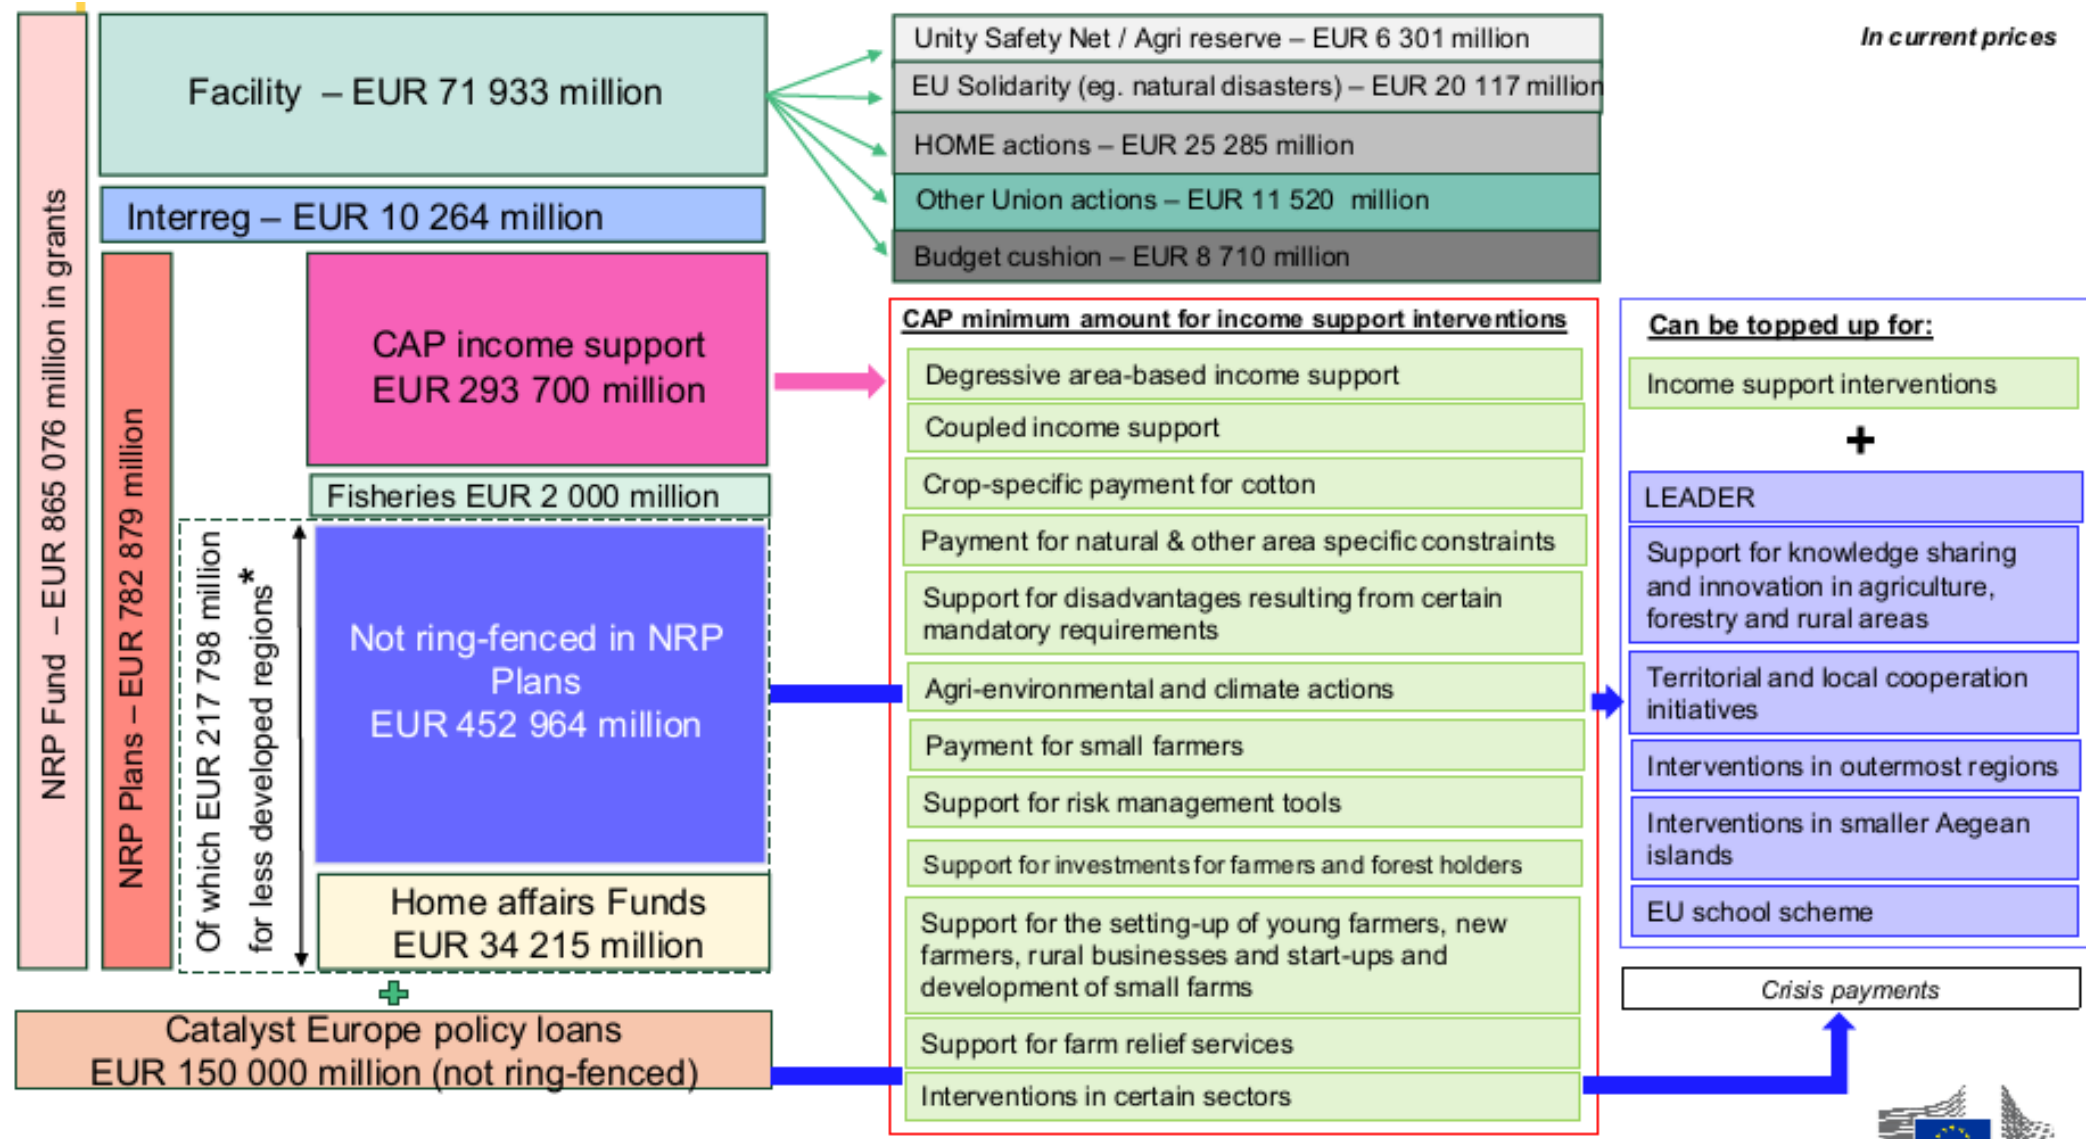 In current prices
NRP Fund – EUR 865 076 million in grants
Facility – EUR 71 933 million
Unity Safety Net / Agri reserve – EUR 6 301 million
EU Solidarity (eg. natural disasters) – EUR 20 117 million
HOME actions – EUR 25 285 million
Other Union actions – EUR 11 520 million
Budget cushion – EUR 8 710 million
Interreg – EUR 10 264 million
NRP Plans – EUR 782 879 million
CAP income support
EUR 293 700 million
Fisheries EUR 2 000 million
Of which EUR 217 798 million
for less developed regions*
Not ring-fenced in NRP
Plans
EUR 452 964 million
Home affairs Funds
EUR 34 215 million
+
Catalyst Europe policy loans
EUR 150 000 million (not ring-fenced)
CAP minimum amount for income support interventions
Degressive area-based income support
Coupled income support
Crop-specific payment for cotton
Payment for natural & other area specific constraints
Support for disadvantages resulting from certain
mandatory requirements
Agri-environmental and climate actions
Payment for small farmers
Support for risk management tools
Support for investments for farmers and forest holders
Support for the setting-up of young farmers, new
farmers, rural businesses and start-ups and
development of small farms
Support for farm relief services
Interventions in certain sectors
Can be topped up for:
Income support interventions
+
LEADER
Support for knowledge sharing
and innovation in agriculture,
forestry and rural areas
Territorial and local cooperation
initiatives
Interventions in outermost regions
Interventions in smaller Aegean
islands
EU school scheme
Crisis payments